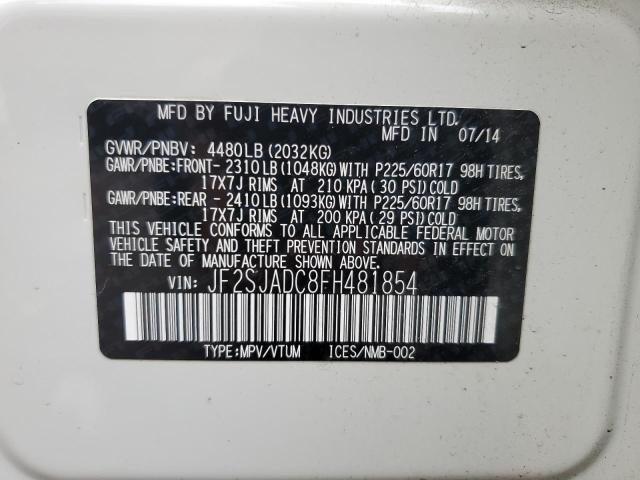 MFD BY FUJI HEAVY INDUSTRIES LTD.
MFD IN 07/14
GVWR/PNBV: 4480LB (2032KG)
GAWR/PNBE:FRONT- 2310LB (1048KG)WITH P225/60R17 98H TIRES,
17X7J RIMS AT 210 KPA (30 PSI)COLD
GAWR/PNBE:REAR - 2410LB (1093KG)WITH P225/60R17 98H TIRES,
17X7J RIMS AT 200 KPA (29 PSI)COLD
THIS VEHICLE CONFORMS TO ALL APPLICABLE FEDERAL MOTOR
VEHICLE SAFETY AND THEFT PREVENTION STANDARDS IN EFFECT ON
THE DATE OF MANUFACTURE SHOWN ABOVE.
VIN: JF2SJADC8FH481854
TYPE:MPV/VTUM ICES/NMB-002